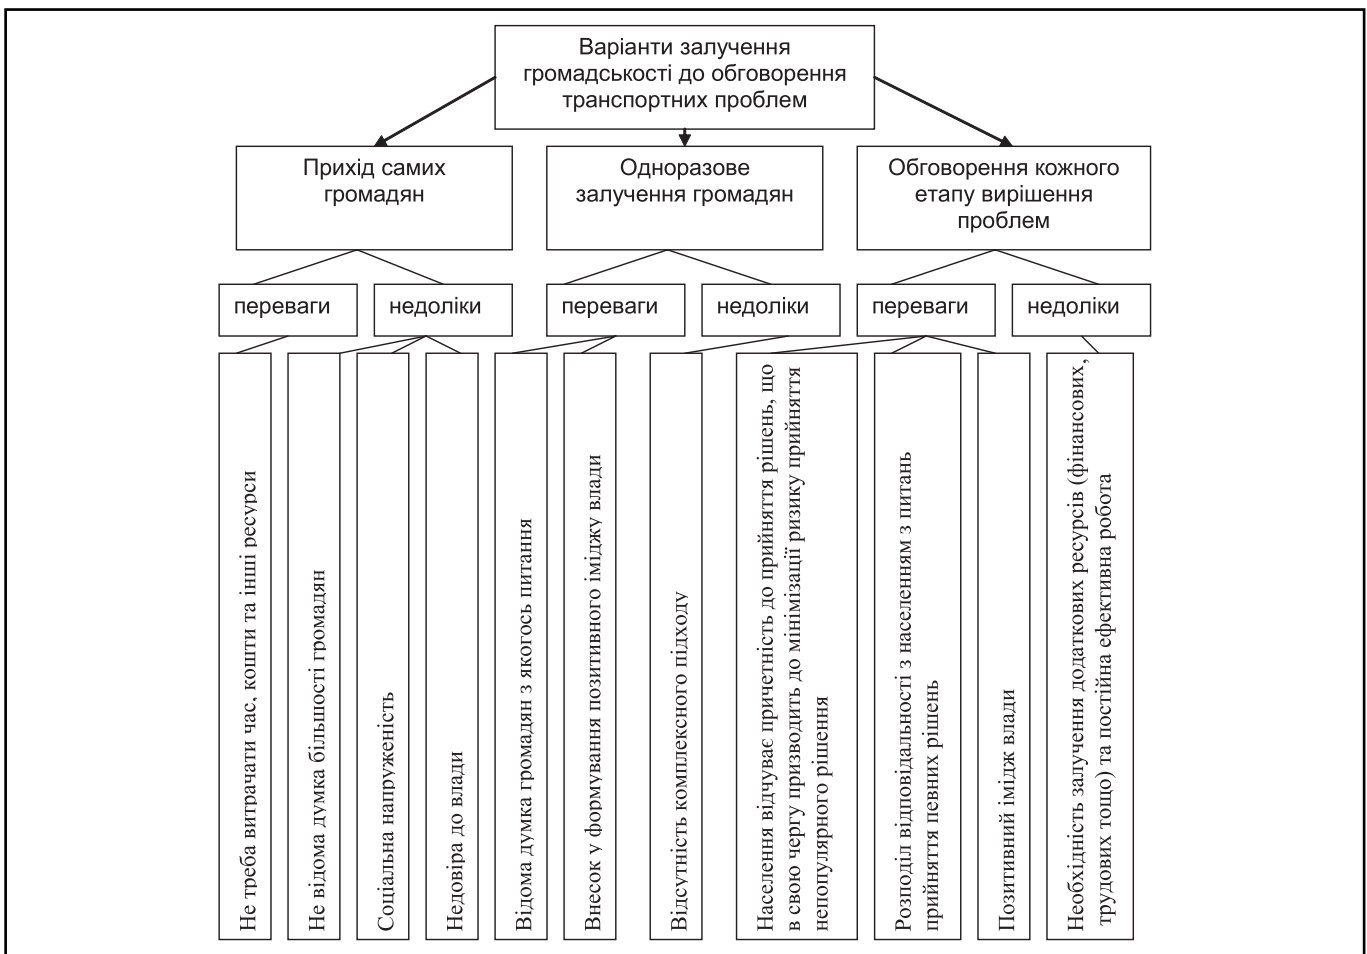 Варіанти залучення
громадськості до обговорення
транспортних проблем
Прихід самих
громадян
Одноразове
залучення громадян
Обговорення кожного
етапу вирішення
проблем
переваги
недоліки
переваги
недоліки
переваги
недоліки
Не треба витрачати час, кошти та інші ресурси
Не відома думка більшості громадян
Соціальна напруженість
Недовіра до влади
Відома думка громадян з якогось питання
Внесок у формування позитивного іміджу влади
Відсутність комплексного підходу
Населення відчуває причетність до прийняття рішень, що
в свою чергу призводить до мінімізації ризику прийняття
непопулярного рішення
Розподіл відповідальності з населенням з питань
прийняття певних рішень
Позитивний імідж влади
Необхідність залучення додаткових ресурсів (фінансових,
трудових тощо) та постійна ефективна робота